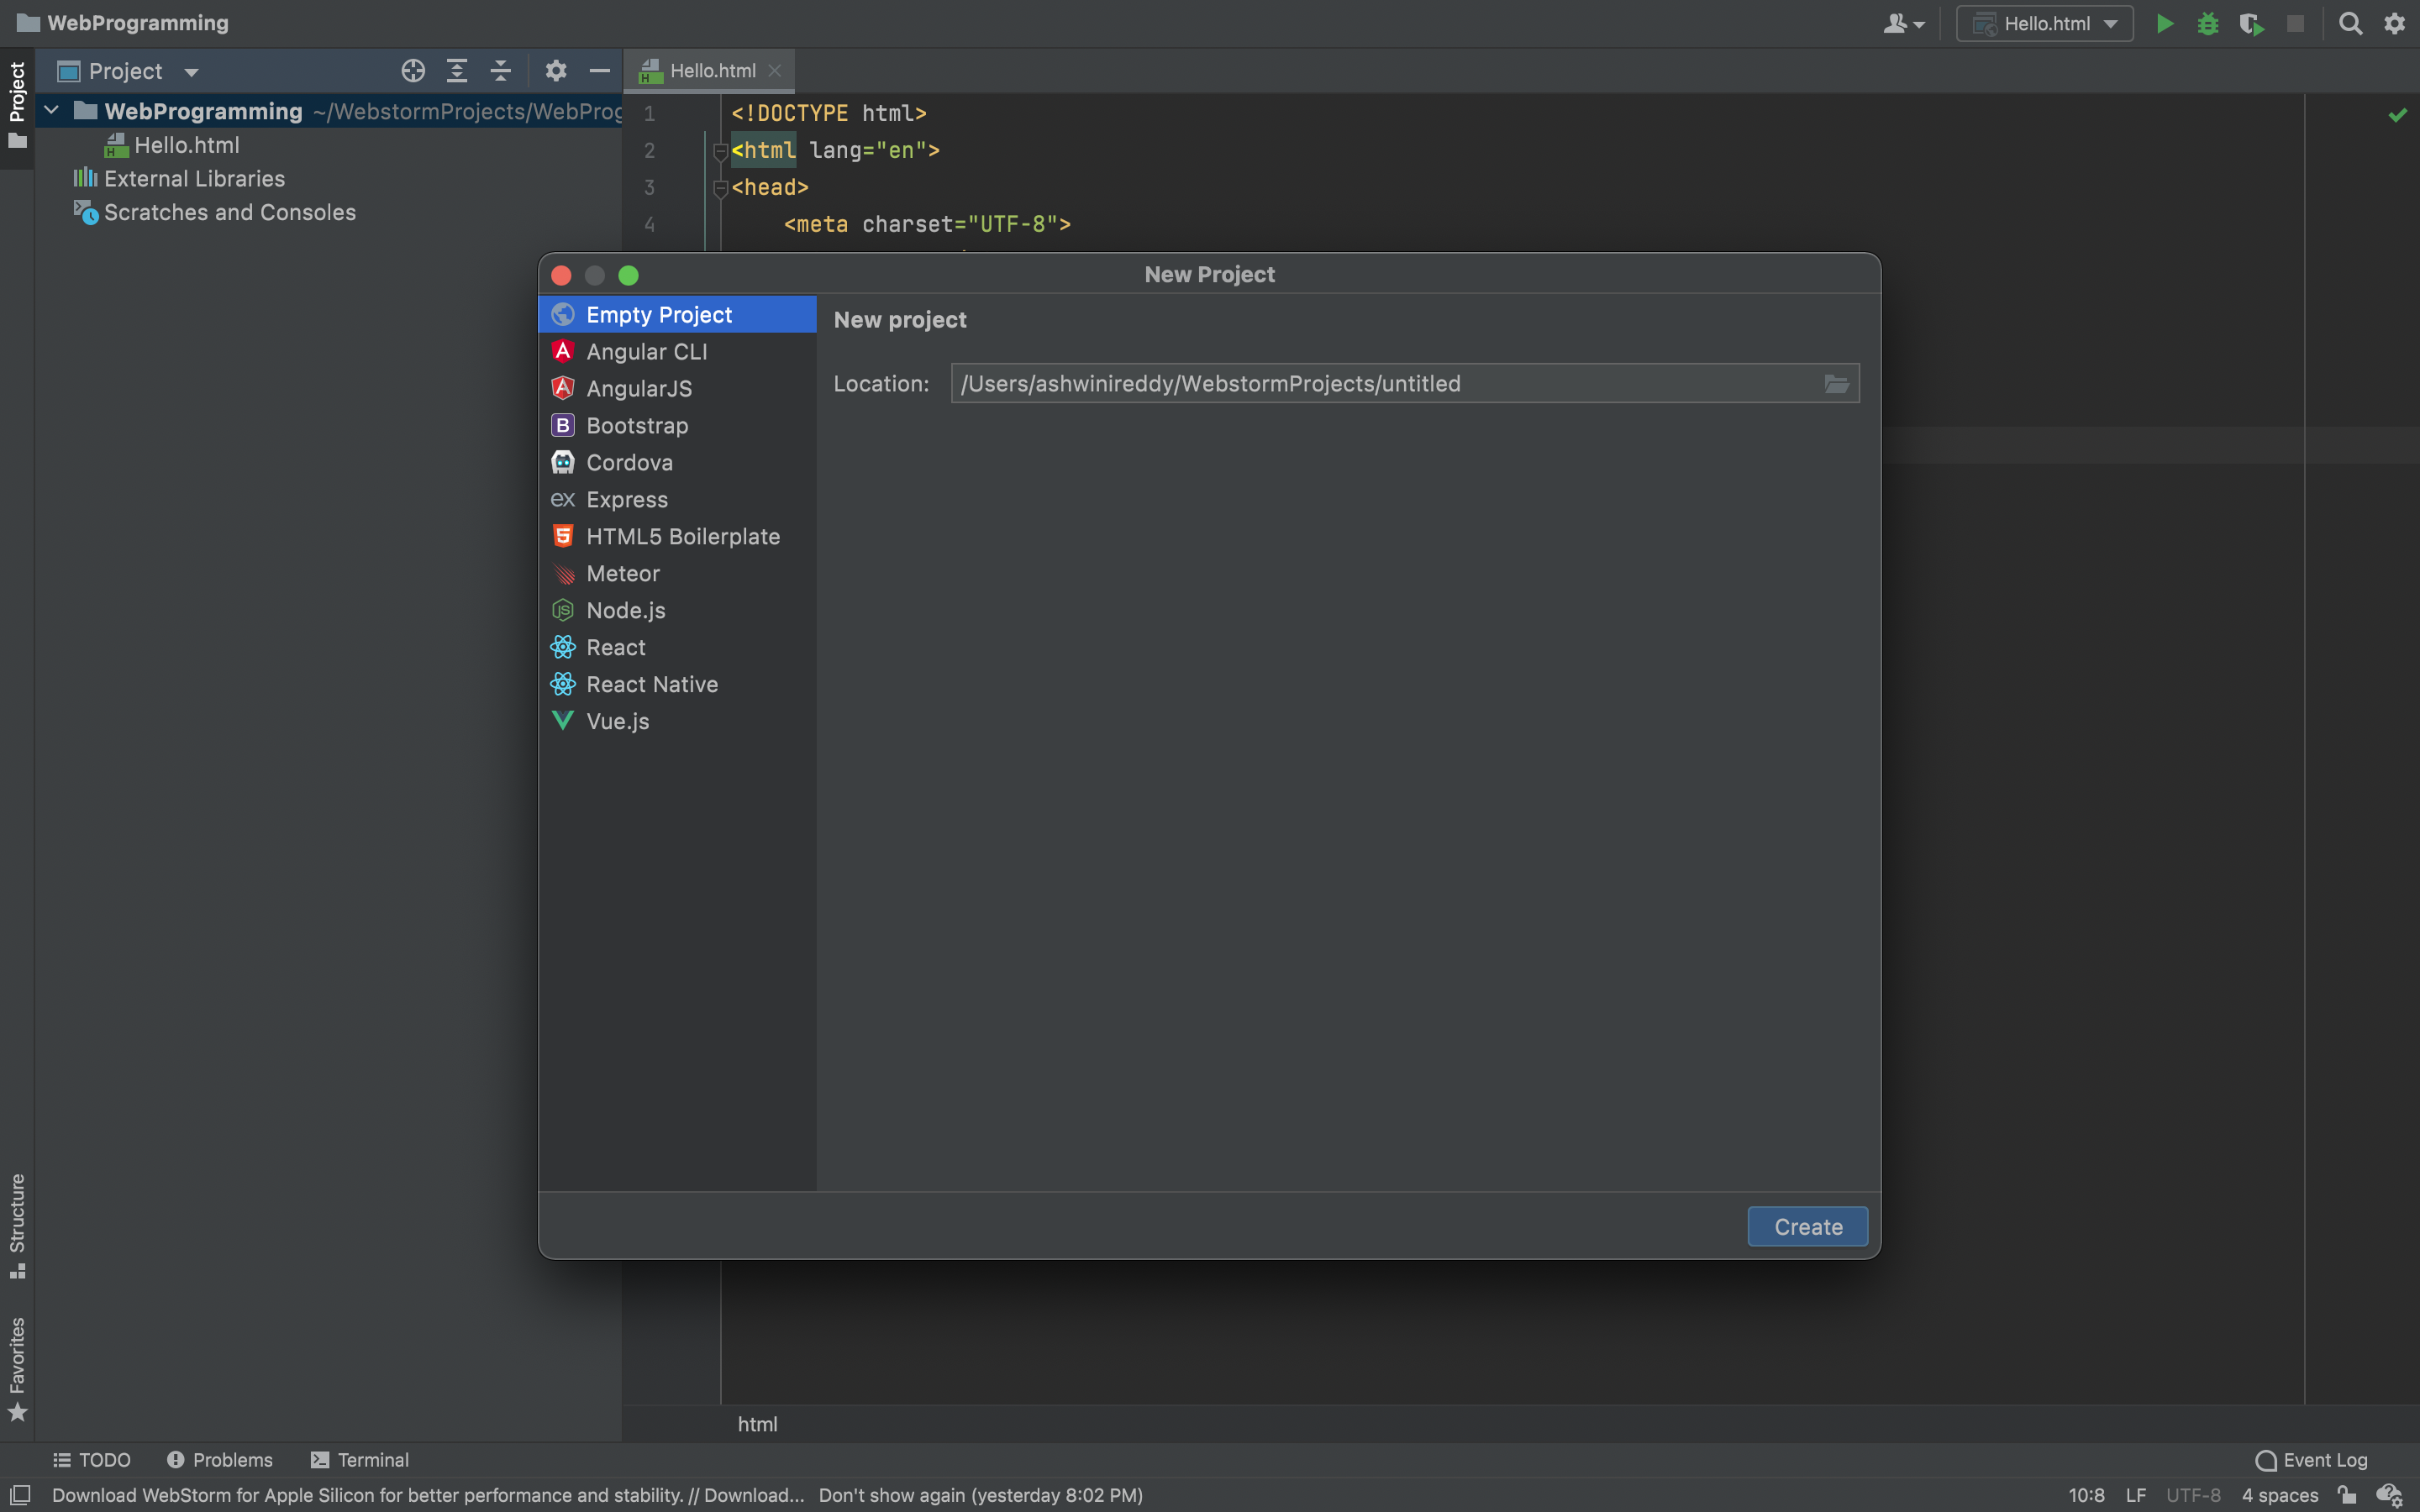 WebProgramming
Hello.html
Project
Project
Hello.html
WebProgramming ~/WebstormProjects/WebProg
Hello.html
External Libraries
Scratches and Consoles
1 <!DOCTYPE html>
2 <html lang="en">
3 <head>
4 <meta charset="UTF-8">
New Project
Empty Project
Angular CLI
AngularJS
Bootstrap
Cordova
ex Express
HTML5 Boilerplate
Meteor
Node.js
React
React Native
Vue.js
New project
Location: /Users/ashwinireddy/WebstormProjects/untitled
Create
Structure
Favorites
html
TODO Problems Terminal
Event Log
Download WebStorm for Apple Silicon for better performance and stability. // Download... Don't show again (yesterday 8:02 PM)
10:8 LF UTF-8 4 spaces